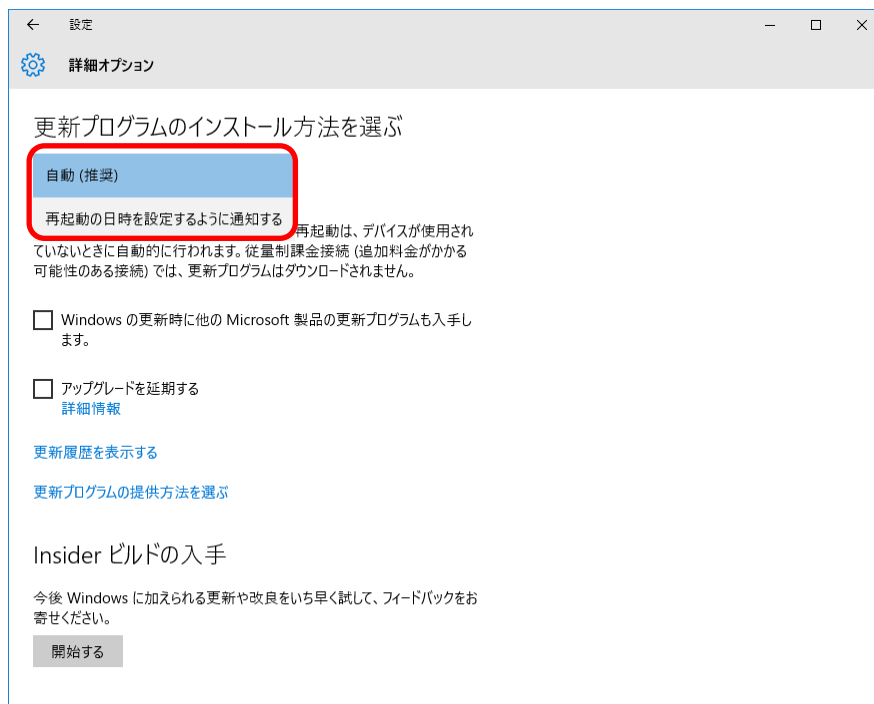 設定
詳細オプション
更新プログラムのインストール方法を選ぶ
自動 (推奨)
再起動の日時を設定するように通知する
再起動は、デバイスが使用され
ていないときに自動的に行われます。従量制課金接続 (追加料金がかかる
可能性のある接続) では、更新プログラムはダウンロードされません。
Windows の更新時に他の Microsoft 製品の更新プログラムも入手し
ます。
アップグレードを延期する
詳細情報
更新履歴を表示する
更新プログラムの提供方法を選ぶ
Insider ビルドの入手
今後 Windows に加えられる更新や改良をいち早く試して、フィードバックをお
寄せください。
開始する